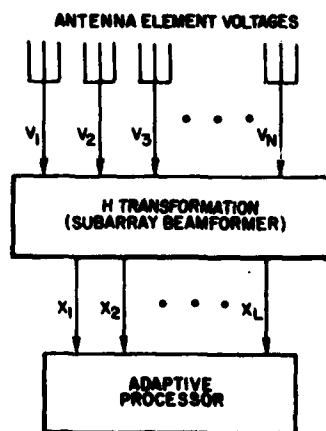 ANTENNA ELEMENT VOLTAGES
V1 V2 V3 VN
H TRANSFORMATION
(SUBARRAY BEAMFORMER)
X1 X2 XL
ADAPTIVE
PROCESSOR